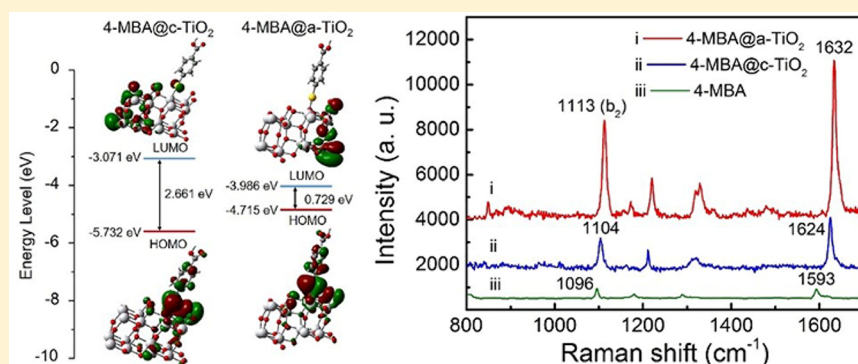 4-MBA@c-TiO₂
4-MBA@a-TiO₂
Energy Level (eV)
0
-2
-4
-6
-8
-10
LUMO
-3.071 eV
2.661 eV
-5.732 eV
HOMO
LUMO
-3.986 eV
0.729 eV
-4.715 eV
HOMO
Intensity (a. u.)
12000
10000
8000
6000
4000
2000
i 4-MBA@a-TiO₂
ii 4-MBA@c-TiO₂
iii 4-MBA
1632
1113 (b₂)
i
1104
1624
ii
1096
1593
iii
800 1000 1200 1400 1600
Raman shift (cm⁻¹)